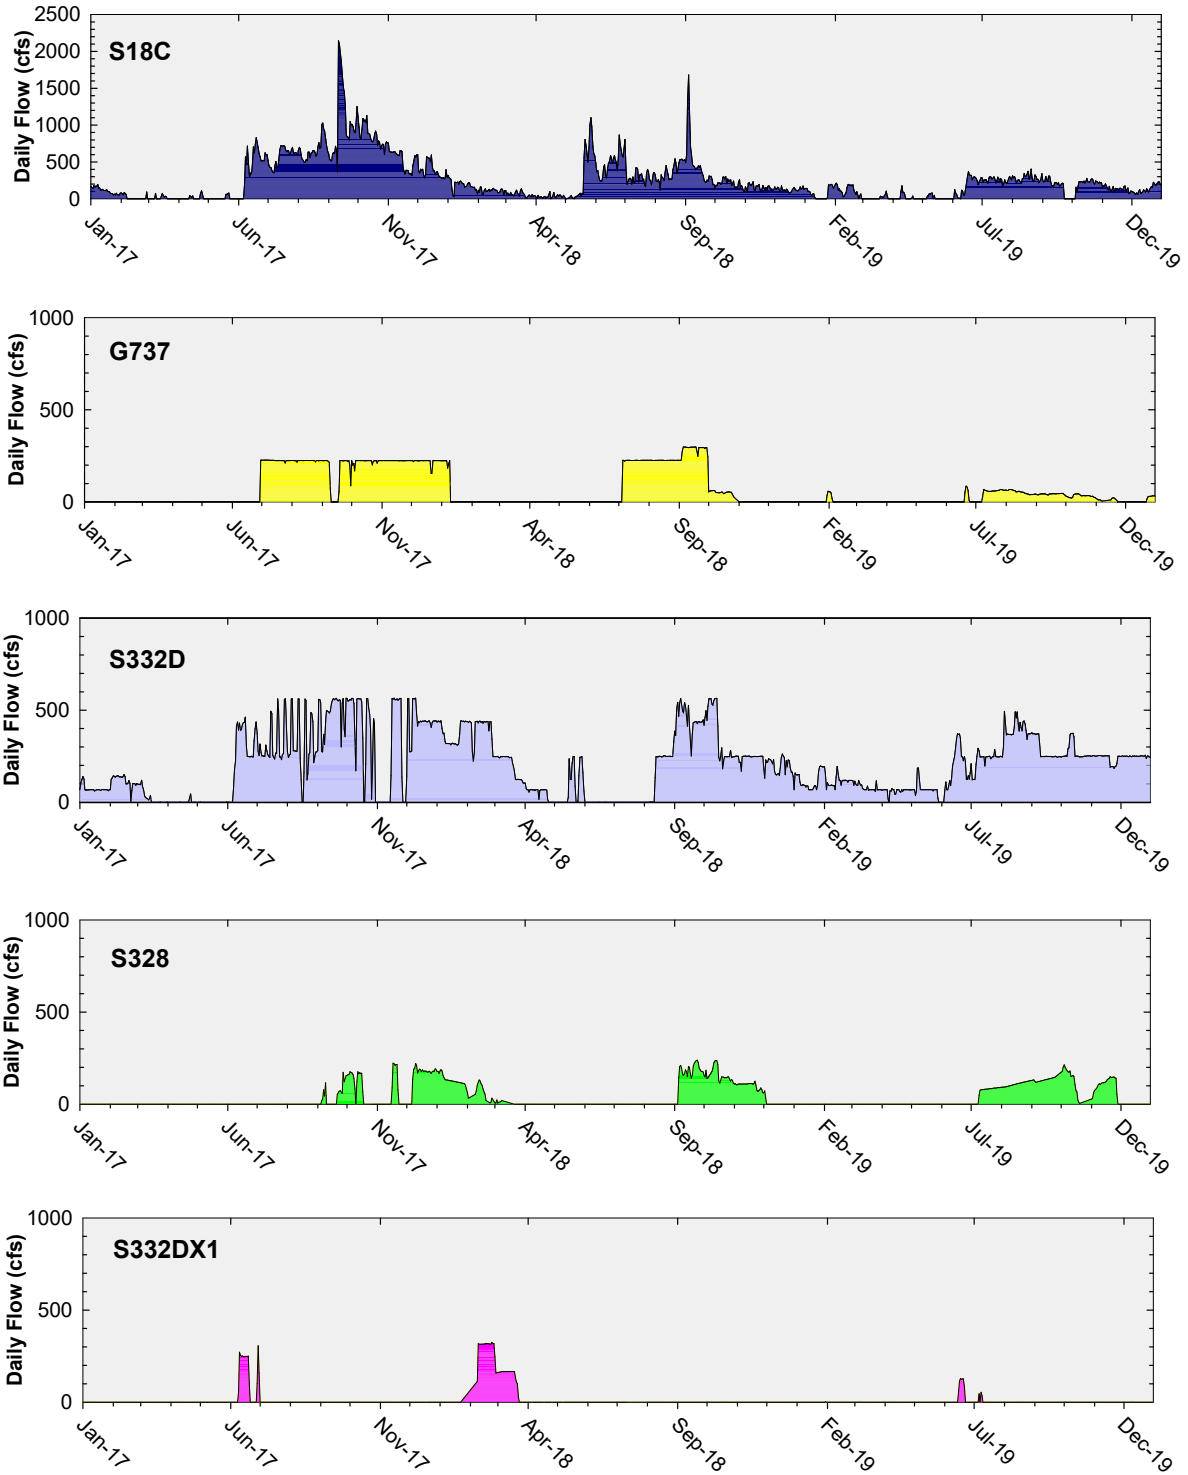 S18C
Daily Flow (cfs)
2500
2000
1500
1000
500
0
Jan-17 Jun-17 Nov-17 Apr-18 Sep-18 Feb-19 Jul-19 Dec-19
G737
Daily Flow (cfs)
1000
500
0
Jan-17 Jun-17 Nov-17 Apr-18 Sep-18 Feb-19 Jul-19 Dec-19
S332D
Daily Flow (cfs)
1000
500
0
Jan-17 Jun-17 Nov-17 Apr-18 Sep-18 Feb-19 Jul-19 Dec-19
S328
Daily Flow (cfs)
1000
500
0
Jan-17 Jun-17 Nov-17 Apr-18 Sep-18 Feb-19 Jul-19 Dec-19
S332DX1
Daily Flow (cfs)
1000
500
0
Jan-17 Jun-17 Nov-17 Apr-18 Sep-18 Feb-19 Jul-19 Dec-19